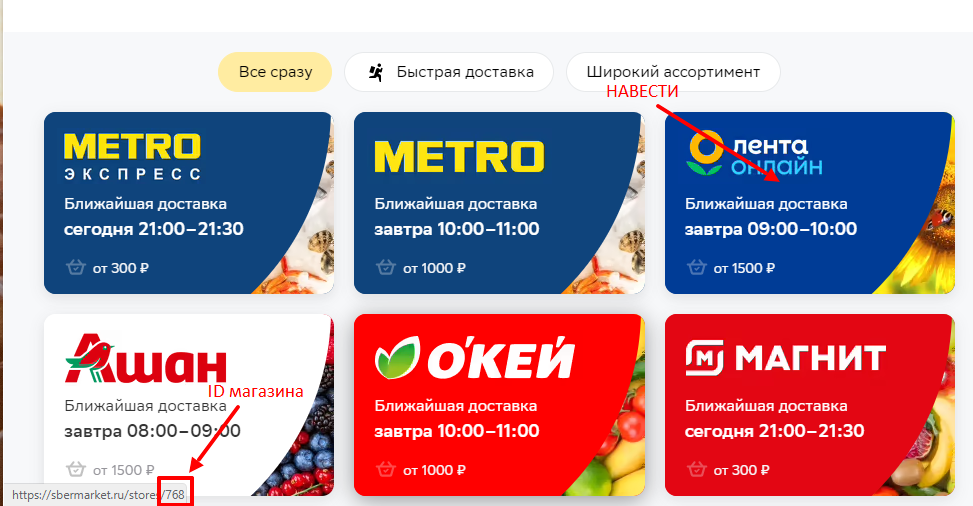 Все сразу
Быстрая доставка
Широкий ассортимент
НАВЕСТИ
METRO
ЭКСПРЕСС
Ближайшая доставка
сегодня 21:00–21:30
от 300 ₽
METRO
Ближайшая доставка
завтра 10:00–11:00
от 1000 ₽
лента
онлайн
Ближайшая доставка
завтра 09:00–10:00
от 1500 ₽
Ашан
ID магазина
Ближайшая доставка
завтра 08:00–09:00
от 1500 ₽
О'КЕЙ
Ближайшая доставка
завтра 10:00–11:00
от 1000 ₽
М МАГНИТ
Ближайшая доставка
сегодня 21:00–21:30
от 300 ₽
https://sbermarket.ru/stores/768